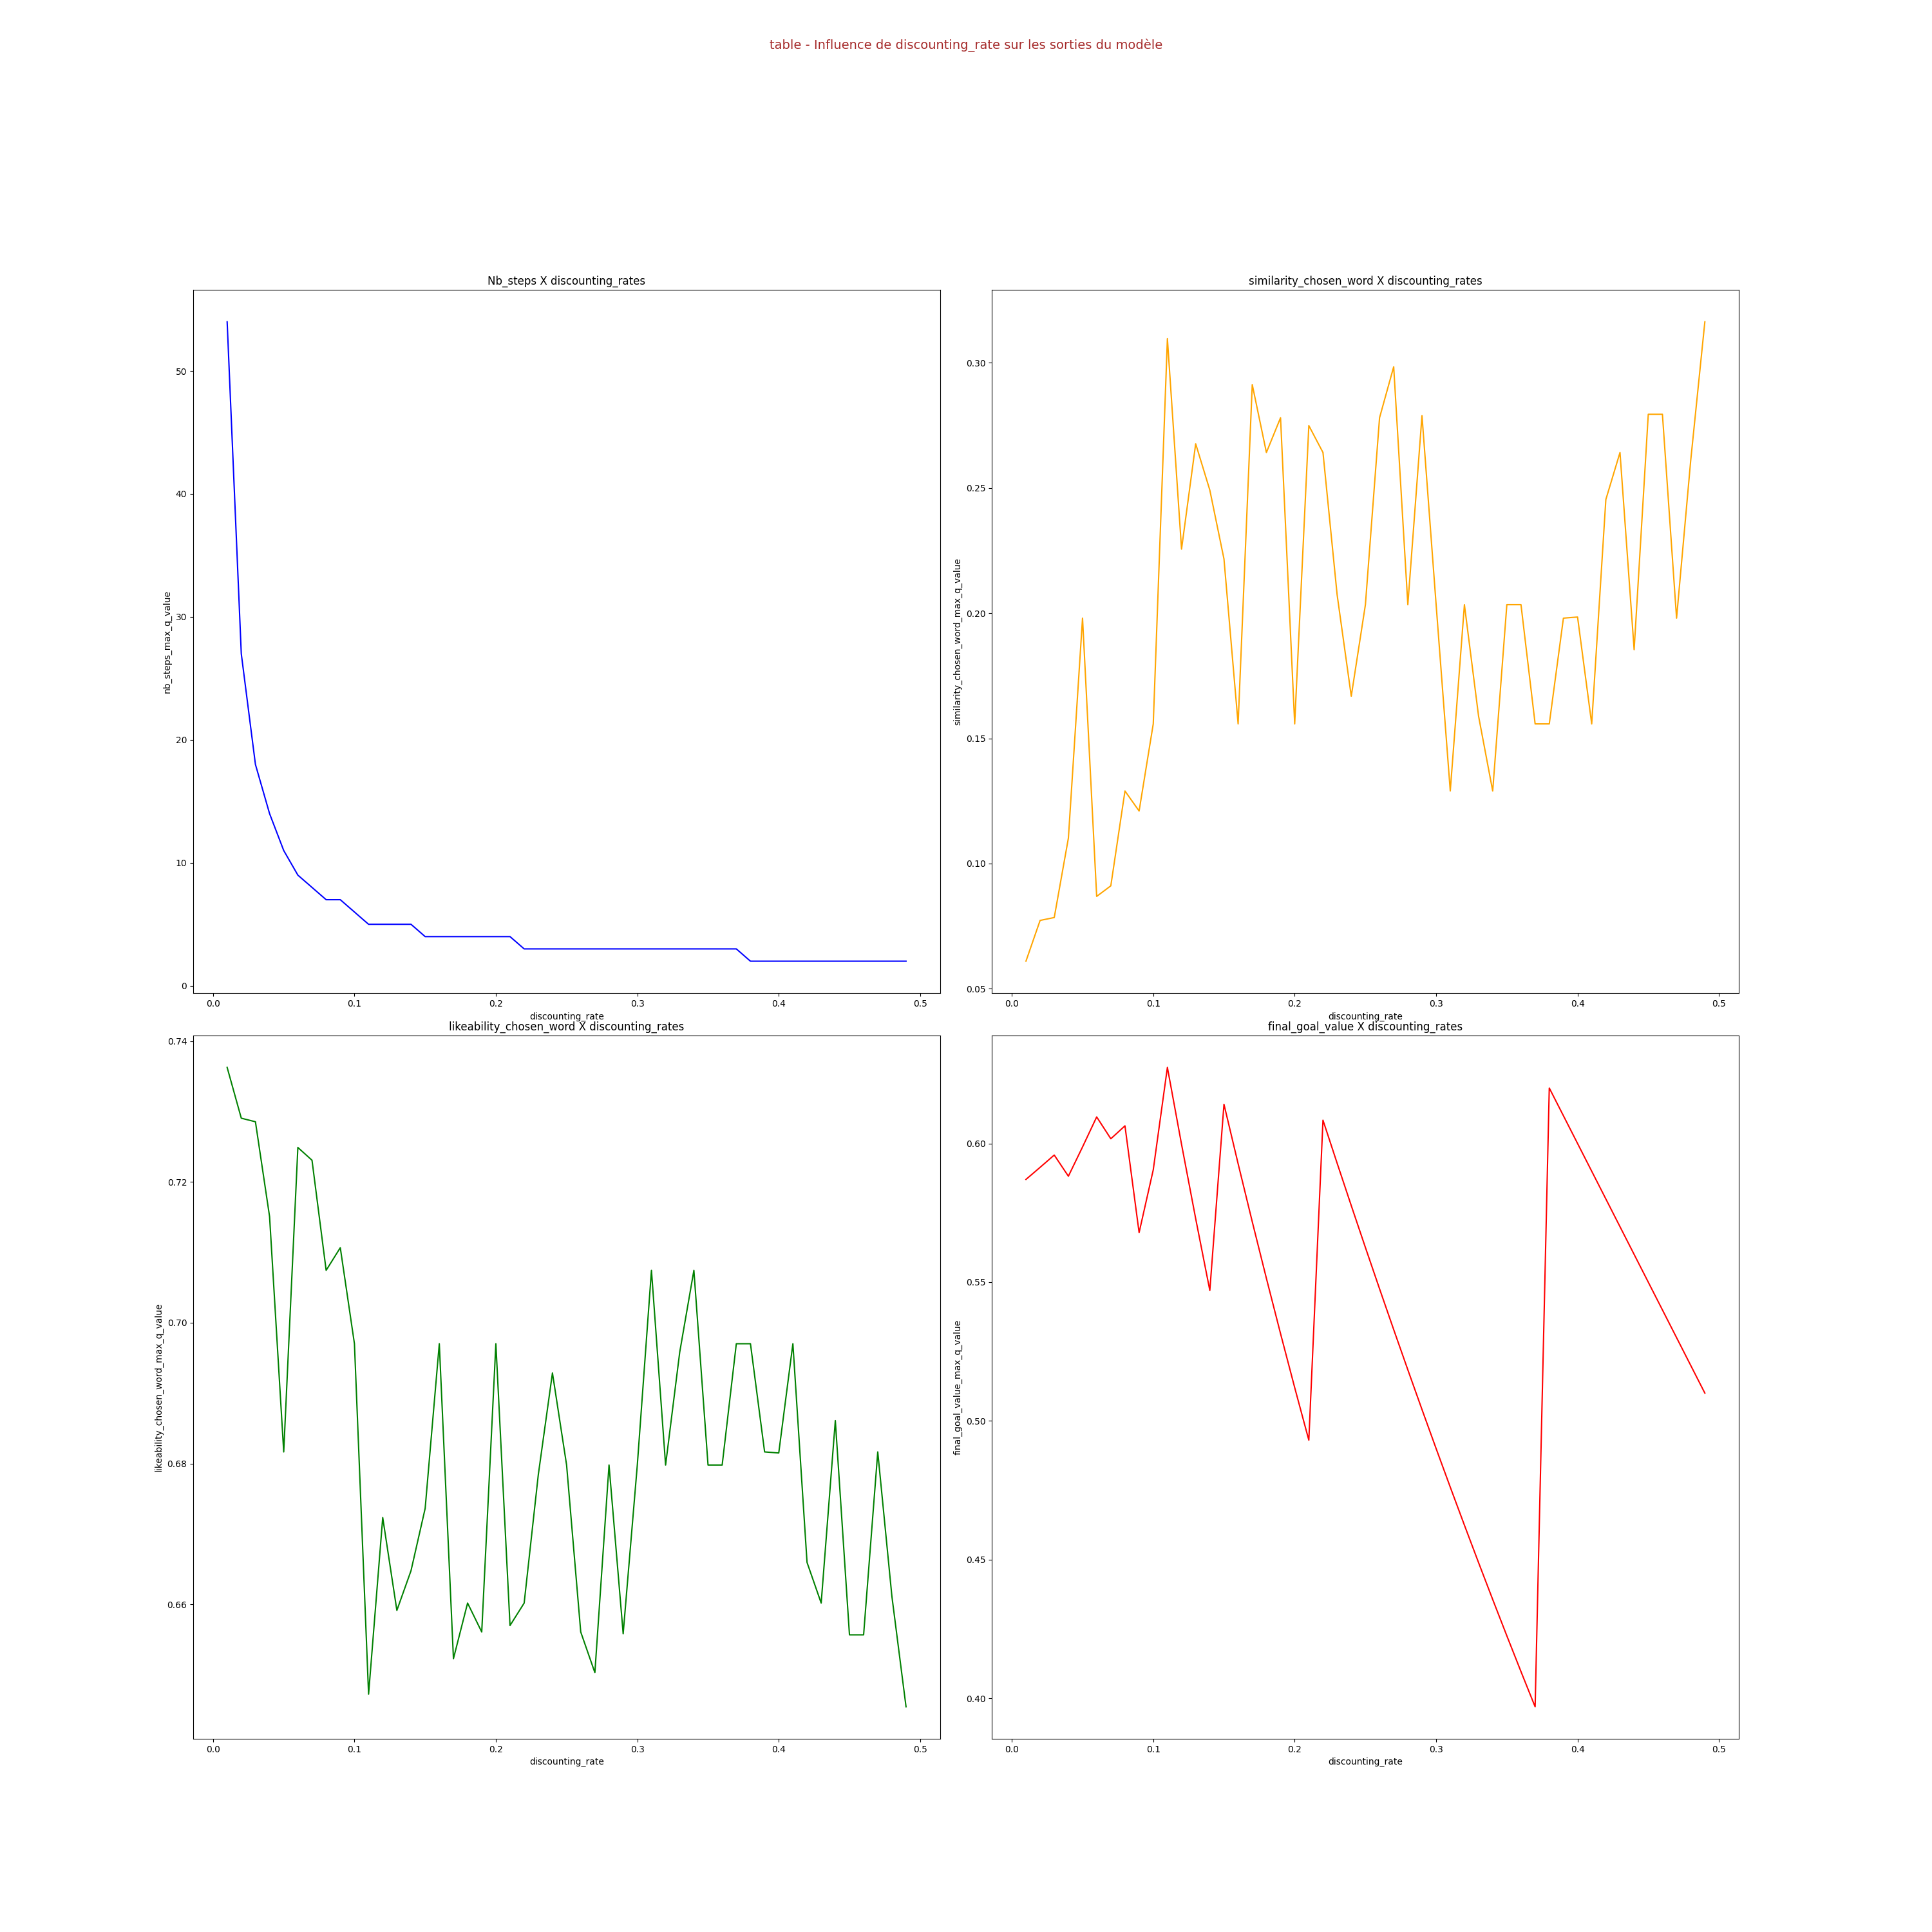 table - Influence de discounting_rate sur les sorties du modèle
Nb_steps X discounting_rates
nb_steps_max_q_value
50
40
30
20
10
0
0.0 0.1 0.2 0.3 0.4 0.5
discounting_rate
similarity_chosen_word X discounting_rates
similarity_chosen_word_max_q_value
0.30
0.25
0.20
0.15
0.10
0.05
0.0 0.1 0.2 0.3 0.4 0.5
discounting_rate
likeability_chosen_word X discounting_rates
likeability_chosen_word_max_q_value
0.74
0.72
0.70
0.68
0.66
0.0 0.1 0.2 0.3 0.4 0.5
discounting_rate
final_goal_value X discounting_rates
final_goal_value_max_q_value
0.60
0.55
0.50
0.45
0.40
0.0 0.1 0.2 0.3 0.4 0.5
discounting_rate